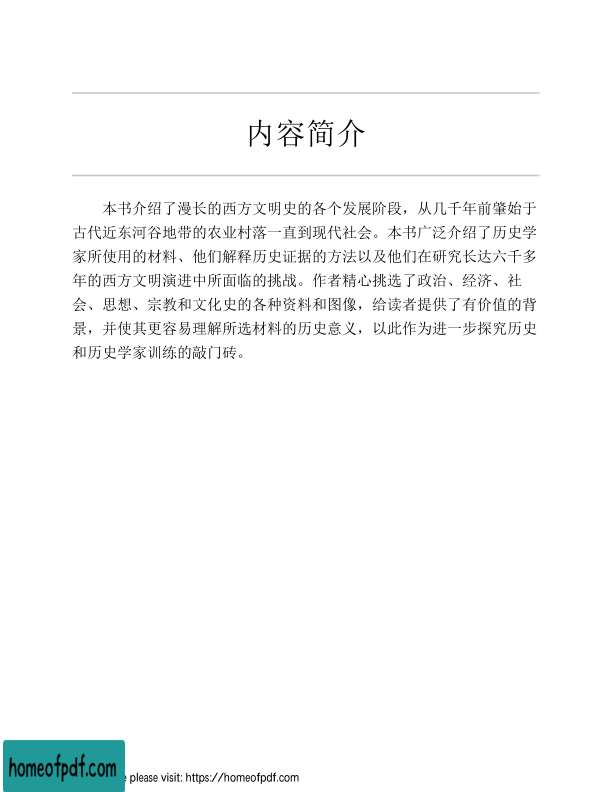 内容简介
本书介绍了漫长的西方文明史的各个发展阶段，从几千年前肇始于
古代近东河谷地带的农业村落一直到现代社会。本书广泛介绍了历史学
家所使用的材料、他们解释历史证据的方法以及他们在研究长达六千多
年的西方文明演进中所面临的挑战。作者精心挑选了政治、经济、社
会、思想、宗教和文化史的各种资料和图像，给读者提供了有价值的背
景，并使其更容易理解所选材料的历史意义，以此作为进一步探究历史
和历史学家训练的敲门砖。
homeofpdf.com
please visit: https://homeofpdf.com